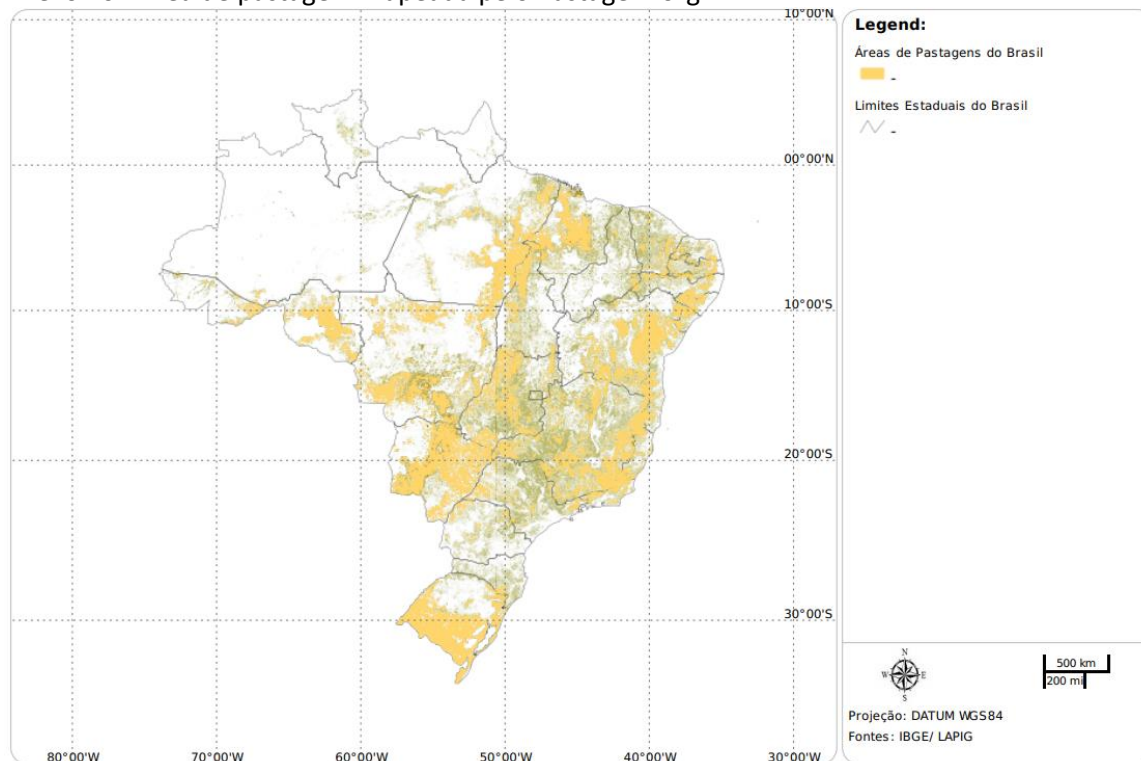 10°00'N
00°00'N
10°00'S
20°00'S
30°00'S
80°00'W 70°00'W 60°00'W 50°00'W 40°00'W 30°00'W
Legend:
Áreas de Pastagens do Brasil
-
Limites Estaduais do Brasil
-
N
W E
S
500 km
200 mi
Projeção: DATUM WGS84
Fontes: IBGE/ LAPIG